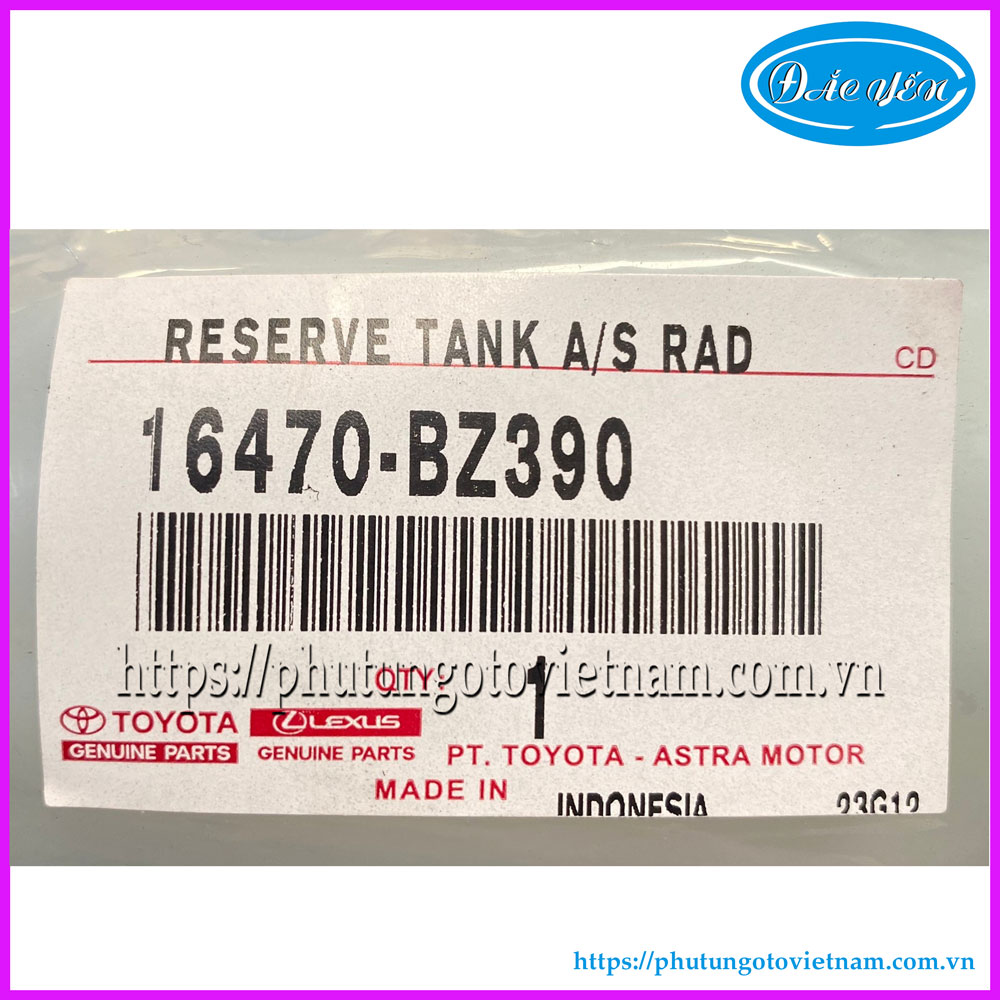 ĐẮC YẾN
RESERVE TANK A/S RAD
CD
16470-BZ390
https://phutungotovietnam.com.vn
QTY: 1
TOYOTA LEXUS
GENUINE PARTS GENUINE PARTS PT. TOYOTA - ASTRA MOTOR
MADE IN INDONESIA 23G12
https://phutungotovietnam.com.vn